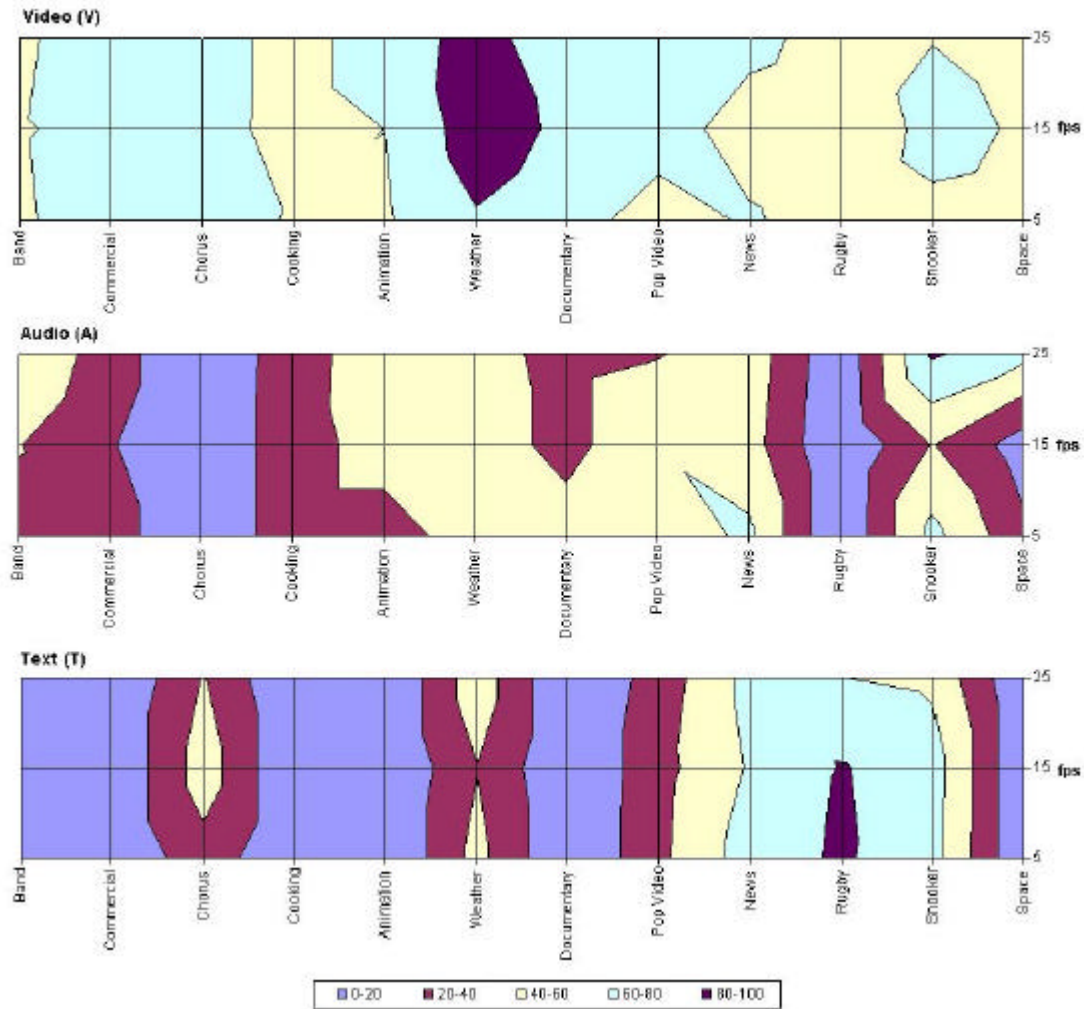 Video (V)
25
15 fps
5
Band Commercial Chorus Cooking Animation Weather Documentary Pop Video News Rugby Snooker Space
Audio (A)
25
15 fps
5
Band Commercial Chorus Cooking Animation Weather Documentary Pop Video News Rugby Snooker Space
Text (T)
25
15 fps
5
Band Commercial Chorus Cooking Animation Weather Documentary Pop Video News Rugby Snooker Space
0-20 20-40 40-60 60-80 80-100